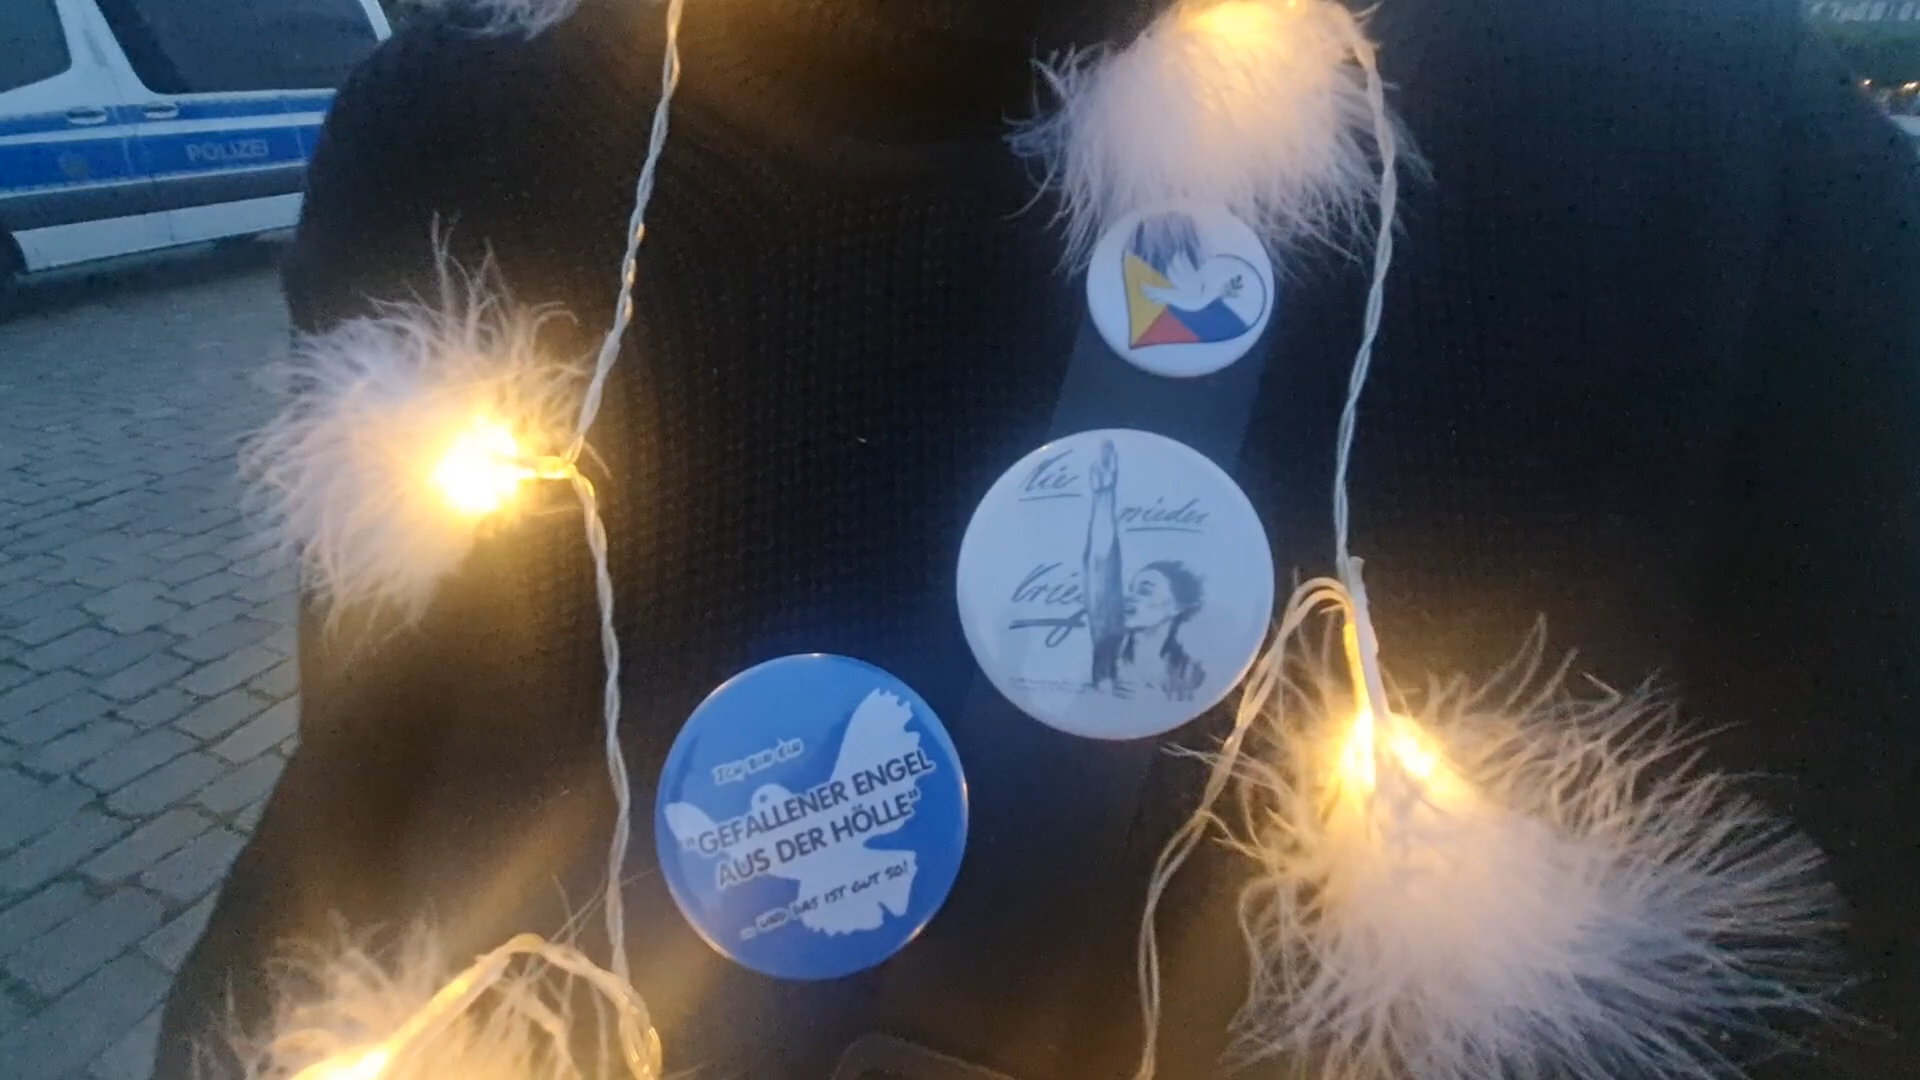 POLIZEI
Nie
wieder
Krieg
ICH BIN EIN
"GEFALLENER ENGEL
AUS DER HÖLLE"
... UND DAS IST GUT SO!